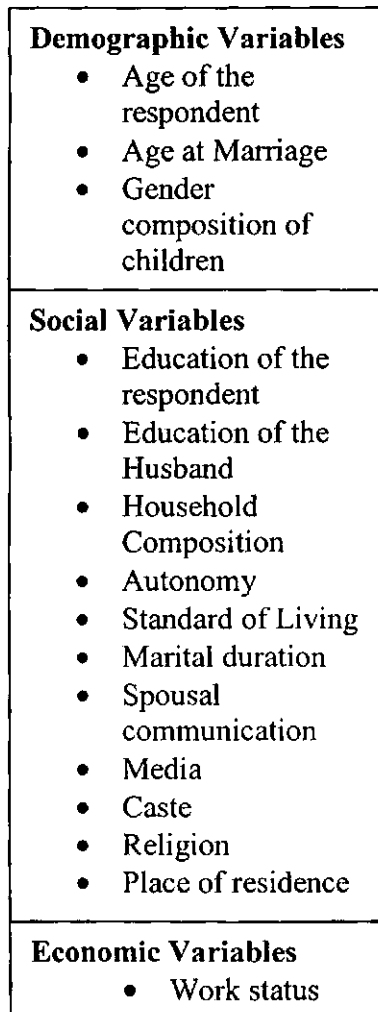 Demographic Variables
• Age of the
respondent
• Age at Marriage
• Gender
composition of
children
Social Variables
• Education of the
respondent
• Education of the
Husband
• Household
Composition
• Autonomy
• Standard of Living
• Marital duration
• Spousal
communication
• Media
• Caste
• Religion
• Place of residence
Economic Variables
• Work status